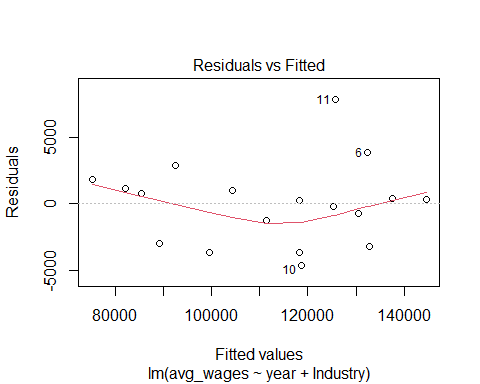 Residuals vs Fitted
Residuals
5000
0
-5000
11
6
10
80000 100000 120000 140000
Fitted values
lm(avg_wages ~ year + Industry)